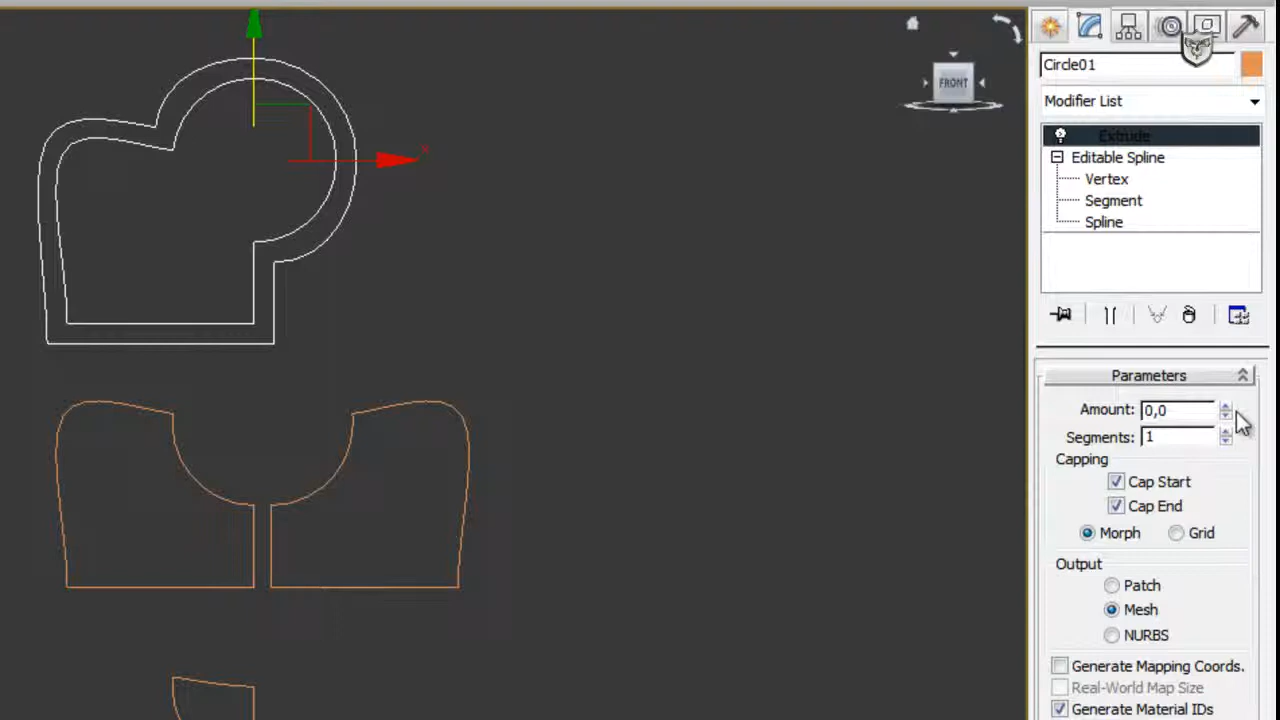 Circle01
Modifier List
FRONT
x
Extrude
Editable Spline
Vertex
Segment
Spline
Parameters
Amount: 0,0
Segments: 1
Capping
Cap Start
Cap End
Morph Grid
Output
Patch
Mesh
NURBS
Generate Mapping Coords.
Real-World Map Size
Generate Material IDs